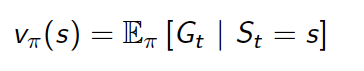 v_π(s) = 𝔼_π [G_t | S_t = s]